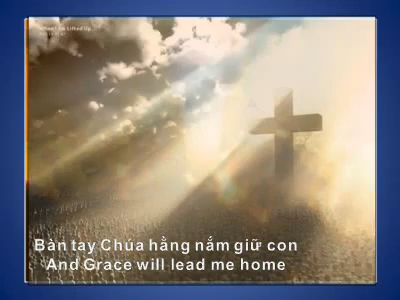 Bàn tay Chúa hằng nắm giữ con
And Grace will lead me home